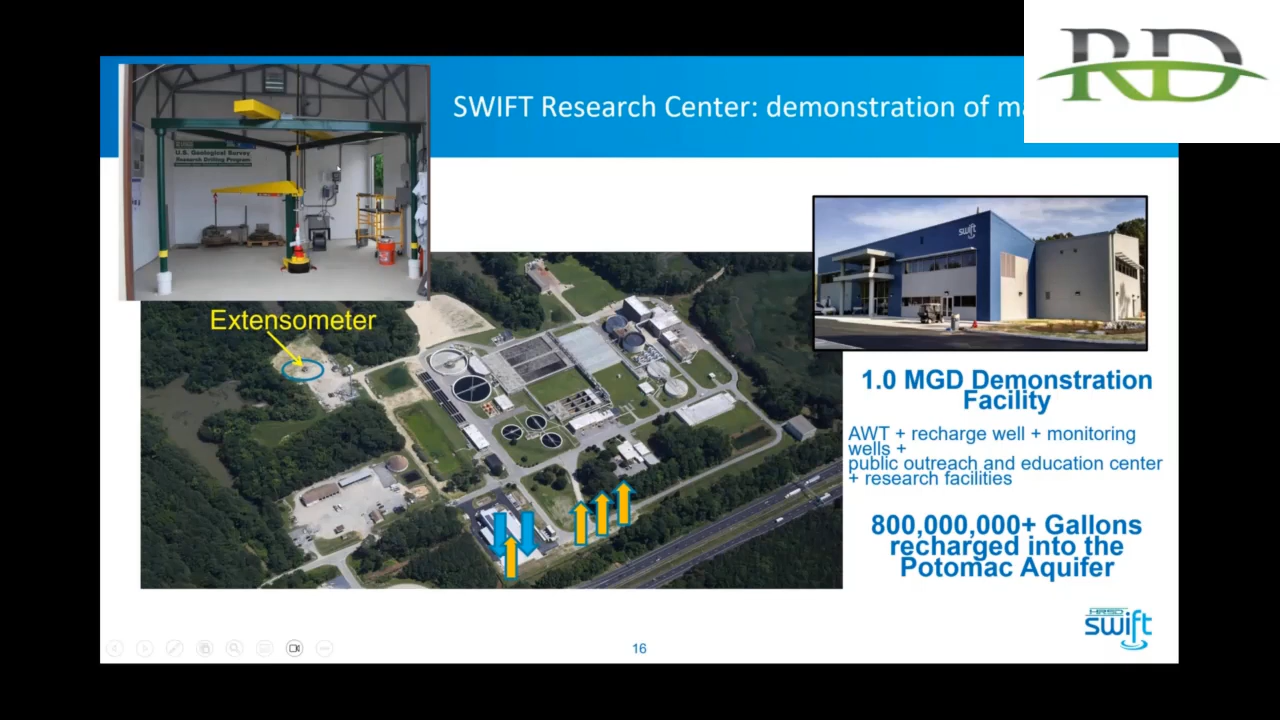 RD
SWIFT Research Center: demonstration of
U.S. Geological Survey
Research Drilling Program
swift
Extensometer
1.0 MGD Demonstration
Facility
AWT + recharge well + monitoring
wells +
public outreach and education center
+ research facilities
800,000,000+ Gallons
recharged into the
Potomac Aquifer
HRSD
swift
16